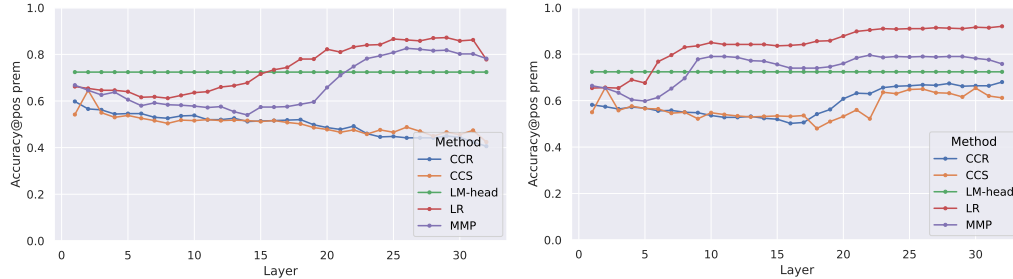 1.0
0.8
0.6
0.4
0.2
0.0
Accuracy@pos prem
0 5 10 15 20 25 30
Layer
Method
CCR
CCS
LM-head
LR
MMP
1.0
0.8
0.6
0.4
0.2
0.0
Accuracy@pos prem
0 5 10 15 20 25 30
Layer
Method
CCR
CCS
LM-head
LR
MMP